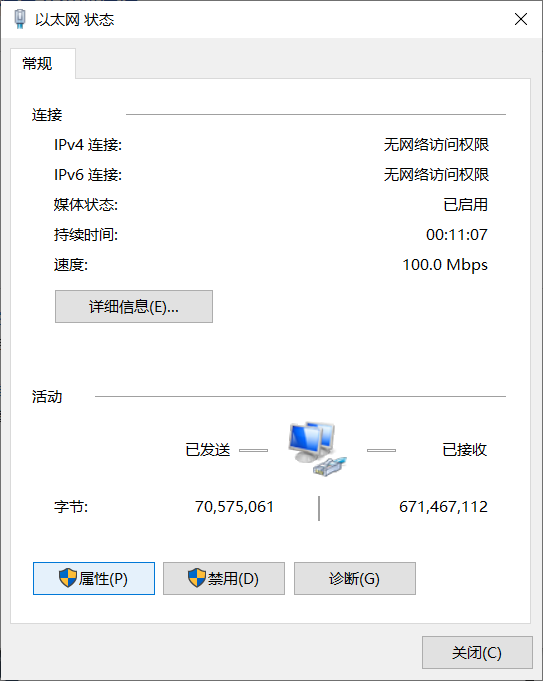 以太网 状态
常规
连接
IPv4 连接: 无网络访问权限
IPv6 连接: 无网络访问权限
媒体状态: 已启用
持续时间: 00:11:07
速度: 100.0 Mbps
详细信息(E)...
活动
已发送 已接收
字节: 70,575,061 671,467,112
属性(P) 禁用(D) 诊断(G)
关闭(C)